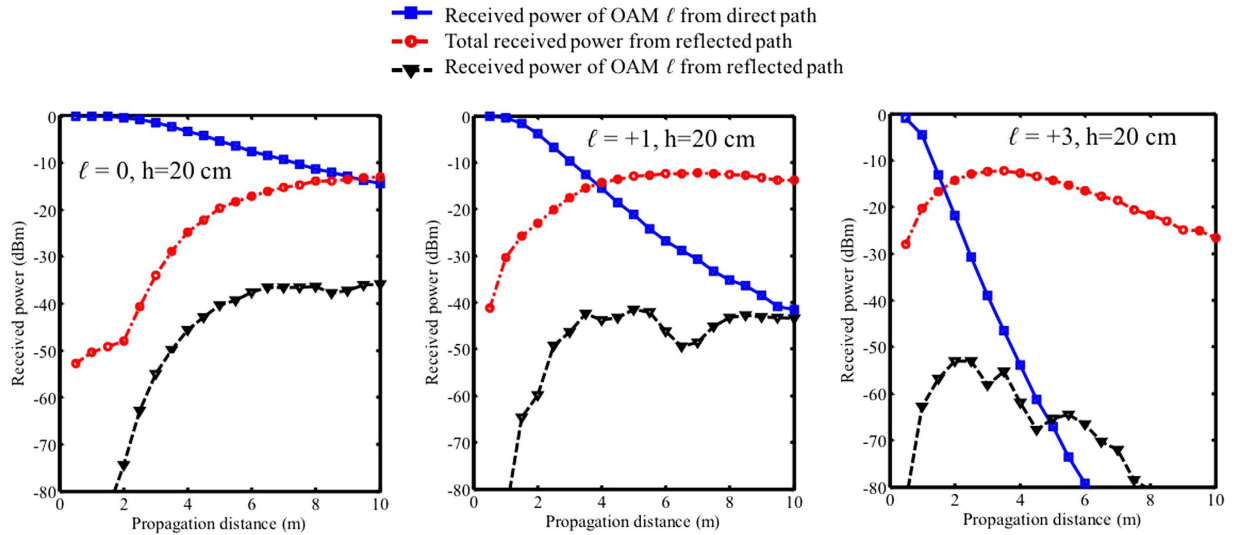 Received power of OAM ℓ from direct path
Total received power from reflected path
Received power of OAM ℓ from reflected path
ℓ = 0, h=20 cm
Received power (dBm)
0
-10
-20
-30
-40
-50
-60
-70
-80
0 2 4 6 8 10
Propagation distance (m)
ℓ = +1, h=20 cm
Received power (dBm)
0
-10
-20
-30
-40
-50
-60
-70
-80
0 2 4 6 8 10
Propagation distance (m)
ℓ = +3, h=20 cm
Received power (dBm)
0
-10
-20
-30
-40
-50
-60
-70
-80
0 2 4 6 8 10
Propagation distance (m)